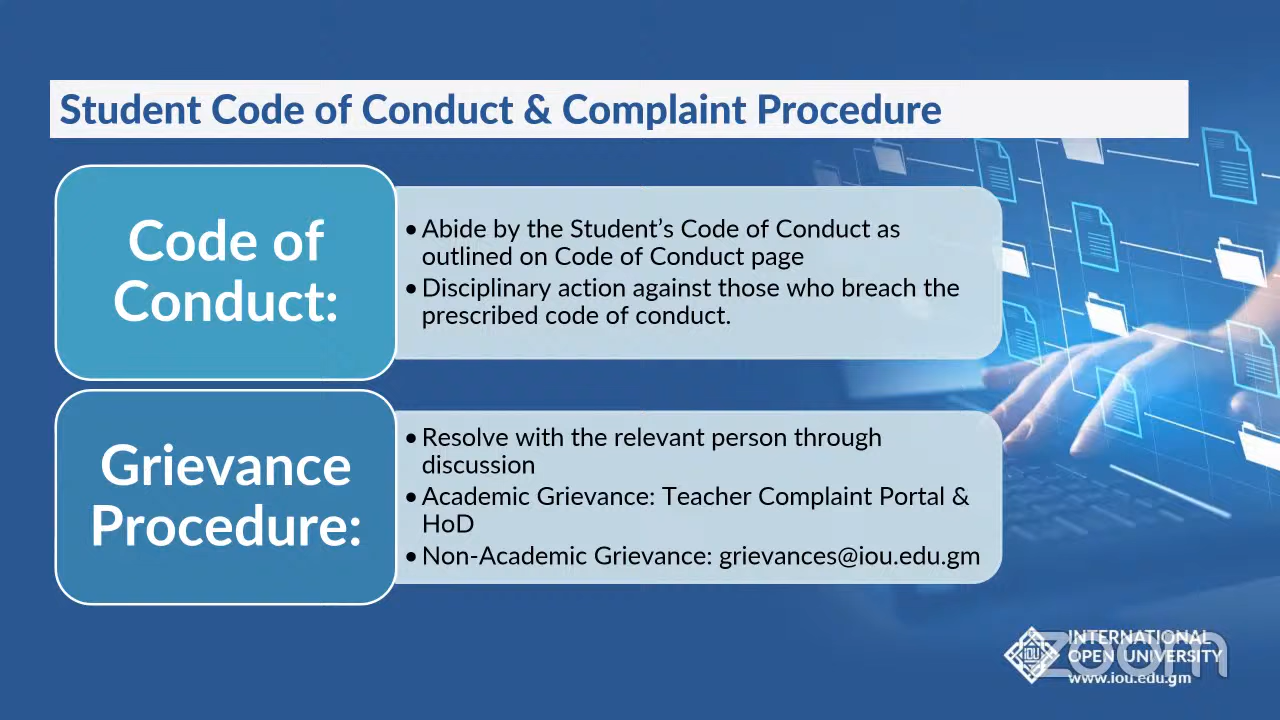 Student Code of Conduct & Complaint Procedure
Code of
Conduct:
• Abide by the Student’s Code of Conduct as
outlined on Code of Conduct page
• Disciplinary action against those who breach the
prescribed code of conduct.
Grievance
Procedure:
• Resolve with the relevant person through
discussion
• Academic Grievance: Teacher Complaint Portal &
HoD
• Non-Academic Grievance: grievances@iou.edu.gm
IOU
INTERNATIONAL
OPEN UNIVERSITY
www.iou.edu.gm
zoom